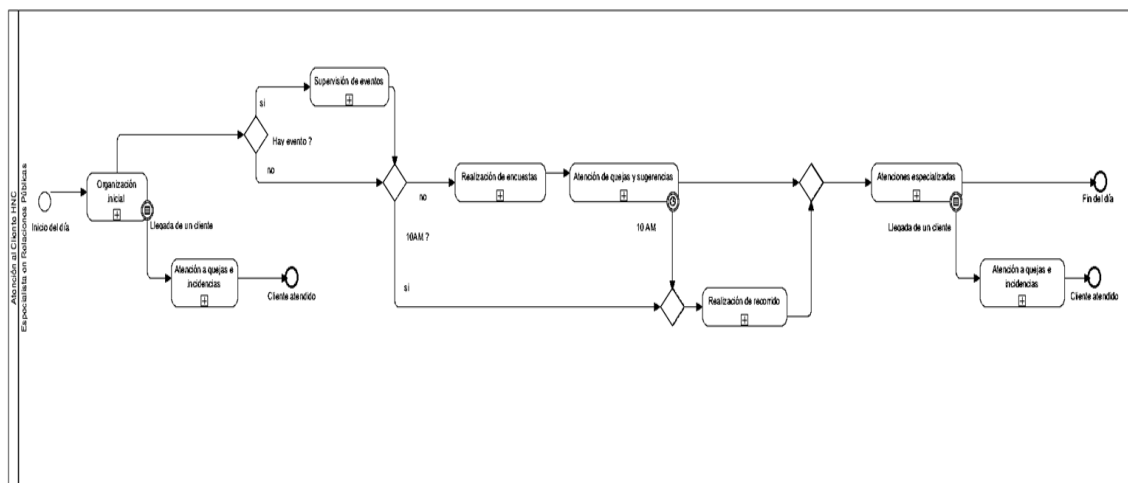 Atención al Cliente HNC
Especialista en Relaciones Públicas
Inicio del día
Organización
inicial
Llegada de un cliente
Atención a quejas e
incidencias
Cliente atendido
si
Hay evento ?
no
Supervisión de eventos
no
10AM ?
si
Realización de encuestas
Atención de quejas y sugerencias
10 AM
Realización de recorrido
Atenciones especializadas
Llegada de un cliente
Fin del día
Atención a quejas e
incidencias
Cliente atendido